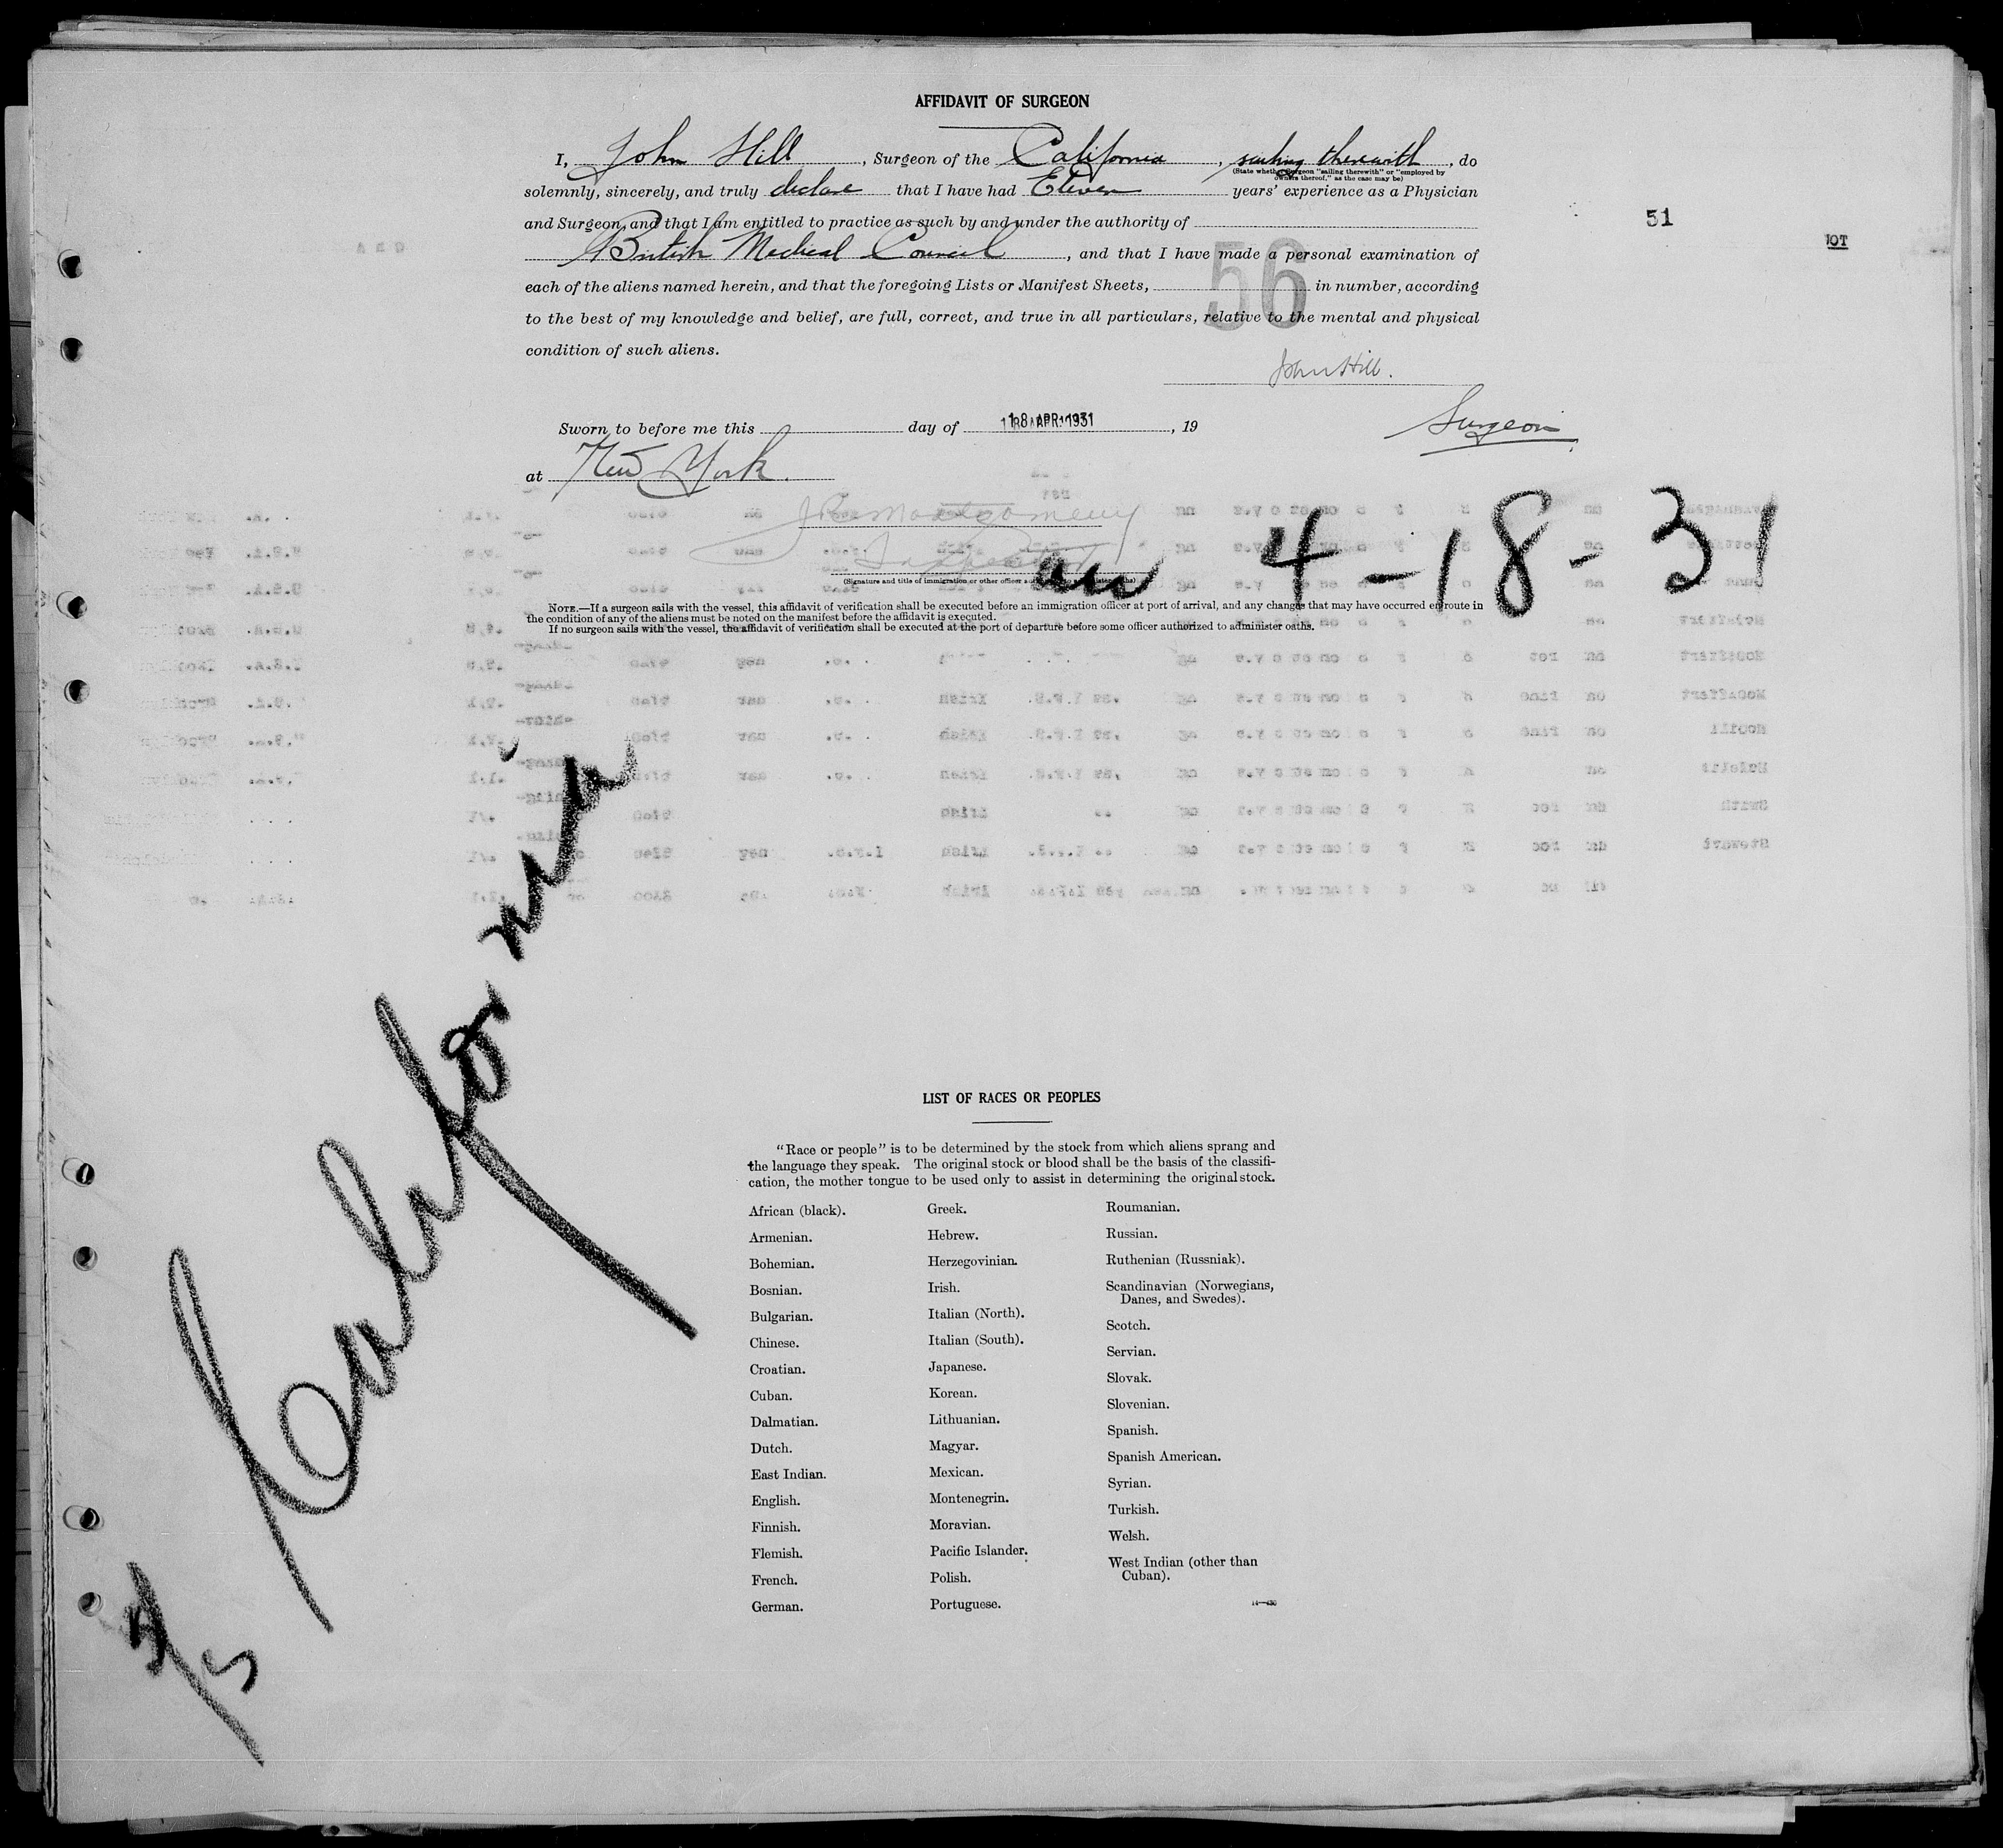 AFFIDAVIT OF SURGEON
I, John Hill, Surgeon of the California, sailing therewith, do
(State whether Surgeon "sailing therewith" or "employed by
owners thereof," as the case may be)
solemnly, sincerely, and truly declare that I have had Eleven years' experience as a Physician
and Surgeon, and that I am entitled to practice as such by and under the authority of
51
NOT
British Medical Council, and that I have made a personal examination of
56
each of the aliens named herein, and that the foregoing Lists or Manifest Sheets, in number, according
to the best of my knowledge and belief, are full, correct, and true in all particulars, relative to the mental and physical
condition of such aliens.
John Hill.
Surgeon
Sworn to before me this day of 18 APR 1931, 19
at New York.
Montgomery
4-18-31
(Signature and title of immigration or other officer authorized to administer oaths)
NOTE.—If a surgeon sails with the vessel, this affidavit of verification shall be executed before an immigration officer at port of arrival, and any changes that may have occurred en route in
the condition of any of the aliens must be noted on the manifest before the affidavit is executed.
If no surgeon sails with the vessel, the affidavit of verification shall be executed at the port of departure before some officer authorized to administer oaths.
California
LIST OF RACES OR PEOPLES
"Race or people" is to be determined by the stock from which aliens sprang and
the language they speak. The original stock or blood shall be the basis of the classifi-
cation, the mother tongue to be used only to assist in determining the original stock.
African (black).
Armenian.
Bohemian.
Bosnian.
Bulgarian.
Chinese.
Croatian.
Cuban.
Dalmatian.
Dutch.
East Indian.
English.
Finnish.
Flemish.
French.
German.
Greek.
Hebrew.
Herzegovinian.
Irish.
Italian (North).
Italian (South).
Japanese.
Korean.
Lithuanian.
Magyar.
Mexican.
Montenegrin.
Moravian.
Pacific Islander.
Polish.
Portuguese.
Roumanian.
Russian.
Ruthenian (Russniak).
Scandinavian (Norwegians,
Danes, and Swedes).
Scotch.
Servian.
Slovak.
Slovenian.
Spanish.
Spanish American.
Syrian.
Turkish.
Welsh.
West Indian (other than
Cuban).